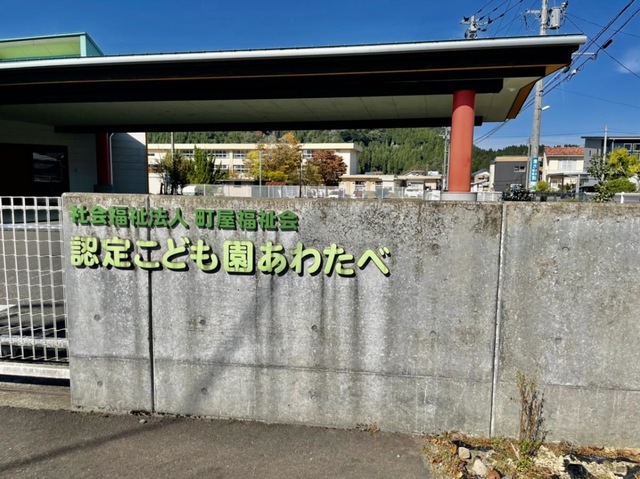 社会福祉法人 町屋福祉会
認定こども園あわたべ